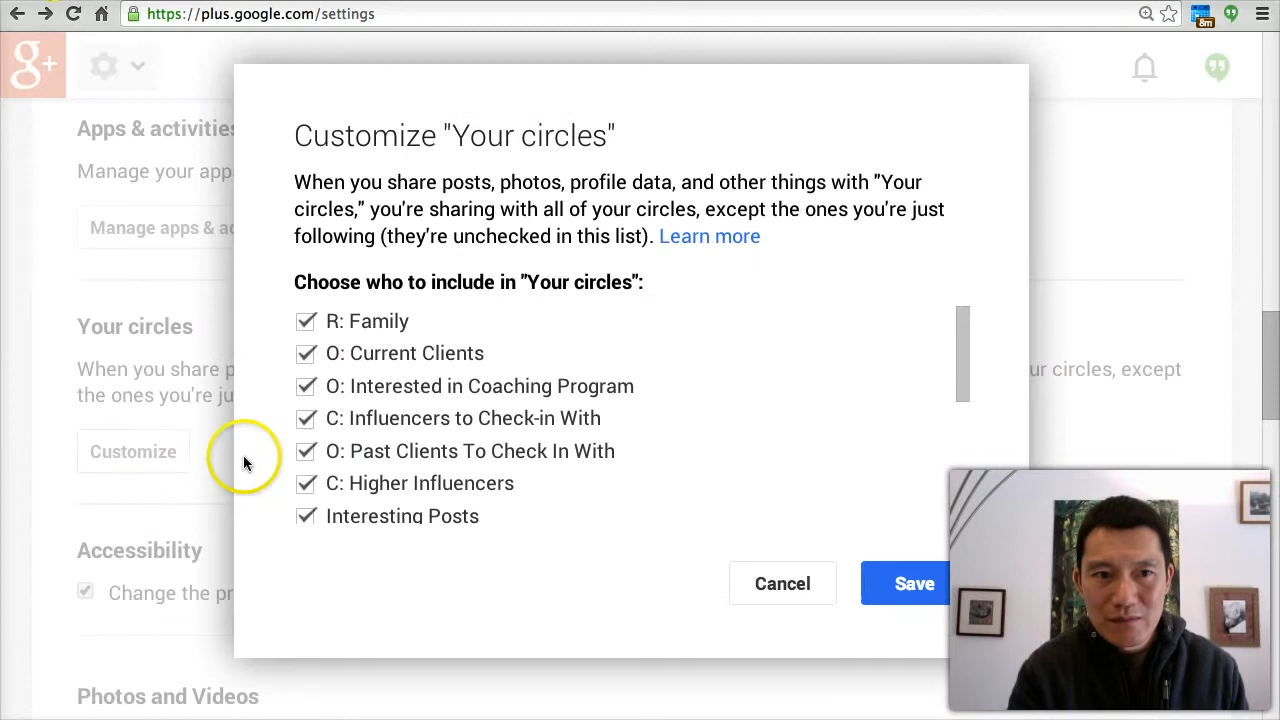 https://plus.google.com/settings
8m
g+
Apps & activities
Manage your apps
Manage apps & ac
Your circles
When you share p
ur circles, except
the ones you're ju
Customize
Accessibility
Change the pr
Photos and Videos
Customize "Your circles"
When you share posts, photos, profile data, and other things with "Your
circles," you're sharing with all of your circles, except the ones you're just
following (they're unchecked in this list). Learn more
Choose who to include in "Your circles":
R: Family
O: Current Clients
O: Interested in Coaching Program
C: Influencers to Check-in With
O: Past Clients To Check In With
C: Higher Influencers
Interesting Posts
Cancel
Save